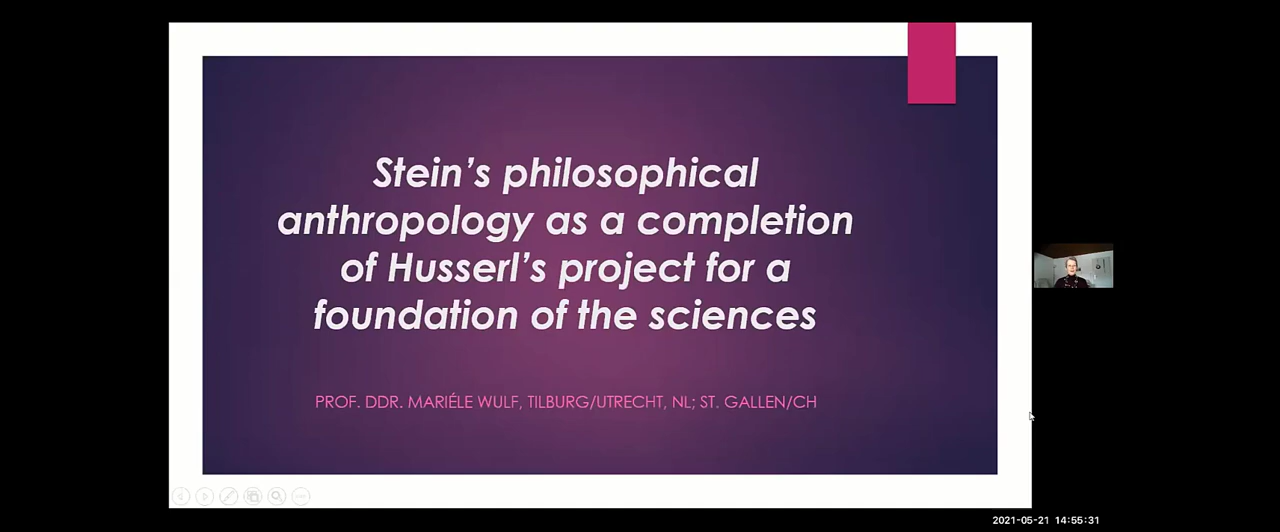 Stein’s philosophical
anthropology as a completion
of Husserl’s project for a
foundation of the sciences
PROF. DDR. MARIÉLE WULF, TILBURG/UTRECHT, NL; ST. GALLEN/CH
2021-05-21 14:55:31